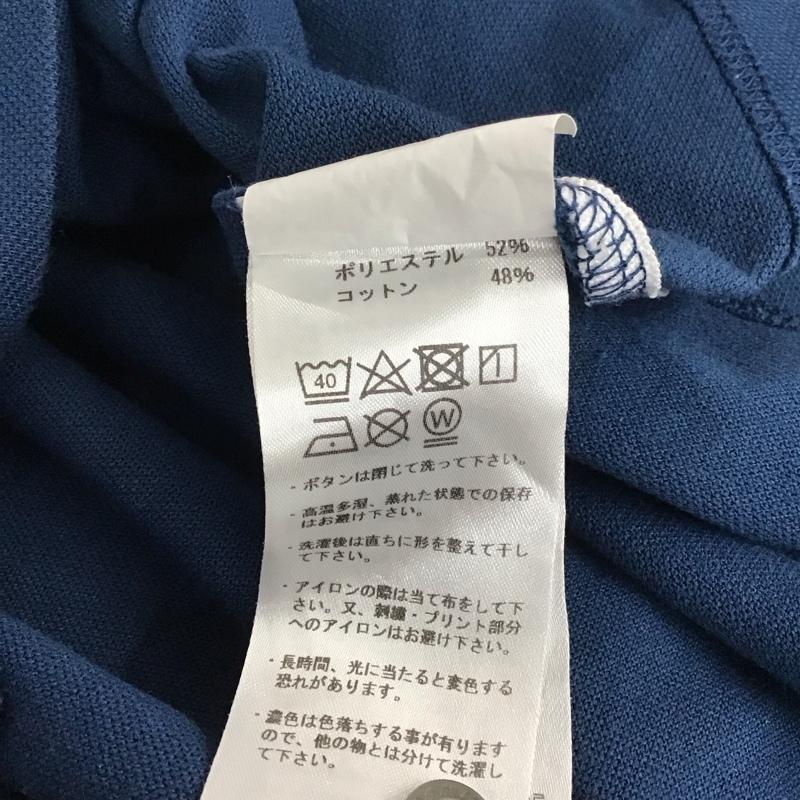 ポリエステル 52%
コットン 48%
40
W
・ボタンは閉じて洗って下さい。
・高温多湿、蒸れた状態での保存
はお避け下さい。
・洗濯後は直ちに形を整えて干し
て下さい。
・アイロンの際は当て布をして下
さい。又、刺繍・プリント部分
へのアイロンはお避け下さい。
・長時間、光に当たると変色する
恐れがあります。
・濃色は色落ちする事が有ります
ので、他の物とは分けて洗濯し
て下さい。